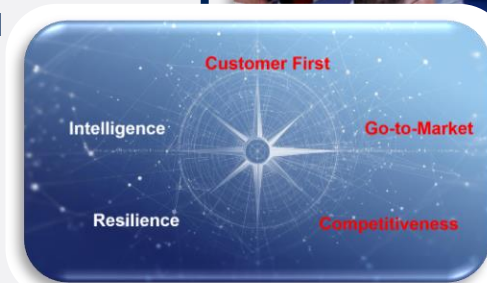 Customer First
Intelligence
Go-to-Market
Resilience
Competitiveness